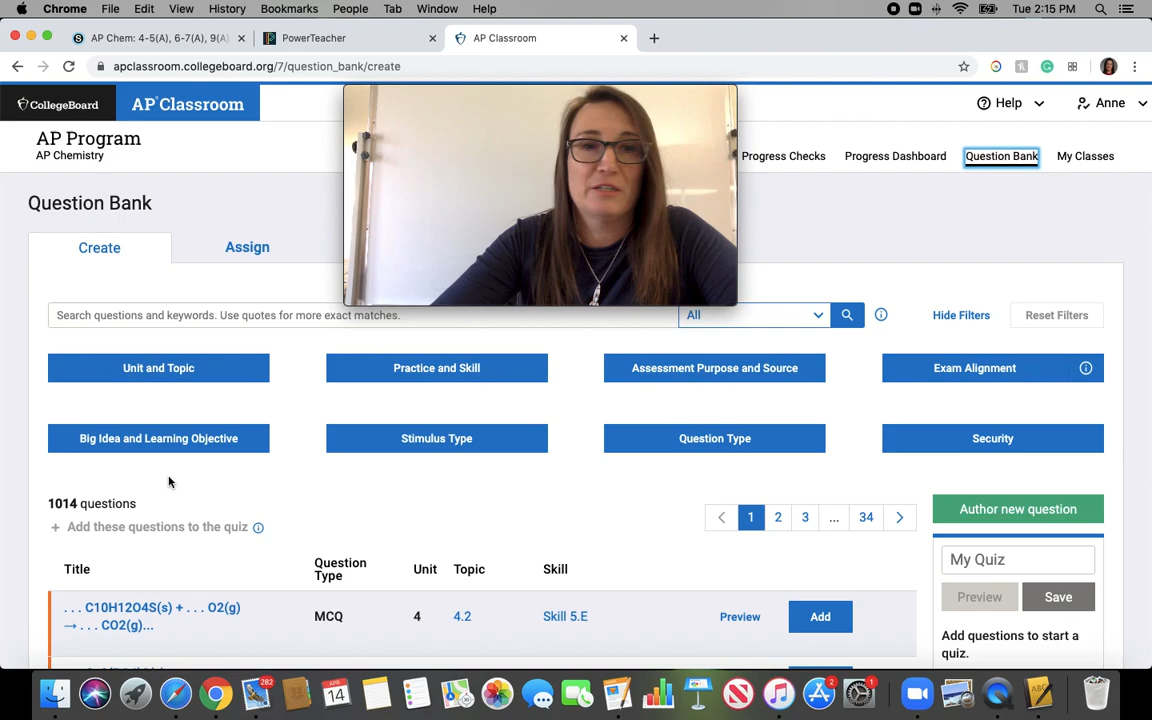 Chrome File Edit View History Bookmarks People Tab Window Help Tue 2:15 PM
AP Chem: 4-5(A), 6-7(A), 9(A) PowerTeacher AP Classroom
apclassroom.collegeboard.org/7/question_bank/create
CollegeBoard AP Classroom Help Anne
AP Program
AP Chemistry
Progress Checks Progress Dashboard Question Bank My Classes
Question Bank
Create Assign
Search questions and keywords. Use quotes for more exact matches. All Hide Filters Reset Filters
Unit and Topic Practice and Skill Assessment Purpose and Source Exam Alignment
Big Idea and Learning Objective Stimulus Type Question Type Security
1014 questions
+ Add these questions to the quiz
1 2 3 ... 34
Author new question
Title Question Type Unit Topic Skill
My Quiz
Preview Save
. . . C10H12O4S(s) + . . . O2(g)
→ . . . CO2(g)...
MCQ 4 4.2 Skill 5.E Preview Add
Add questions to start a
quiz.
282
APR
14
2
1
ABC